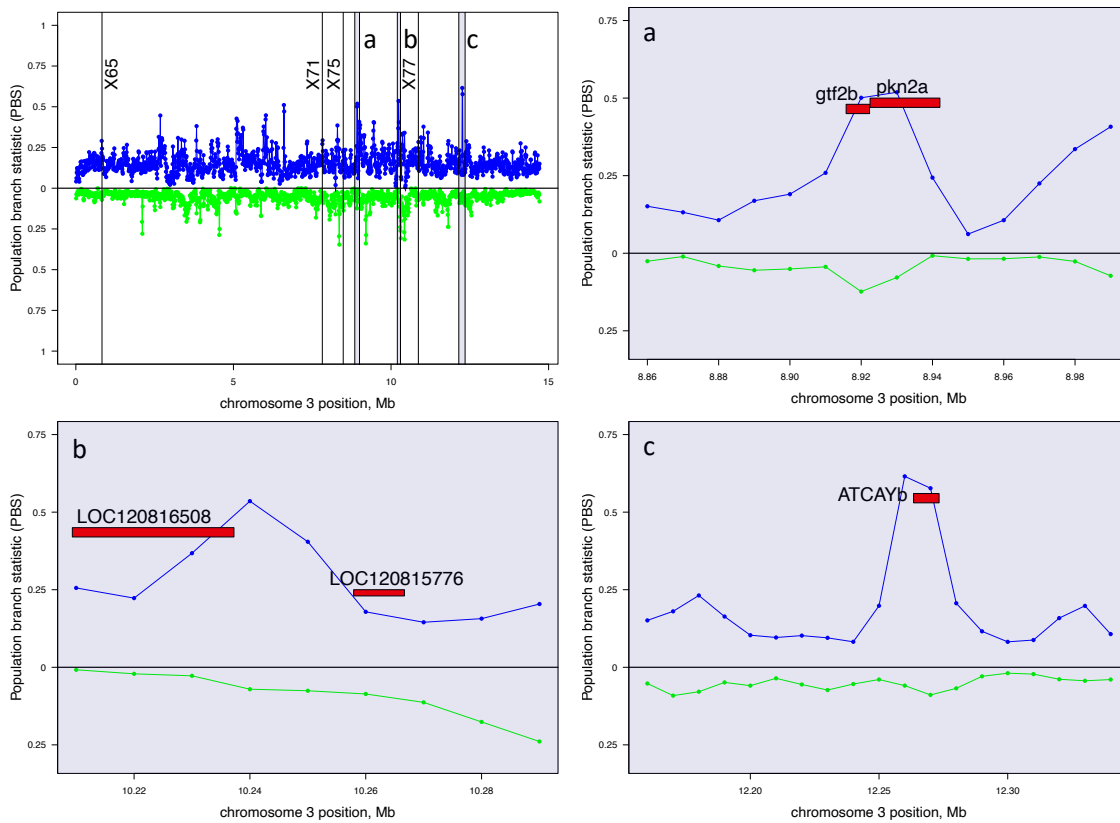 Population branch statistic (PBS)
1
0.75
0.5
0.25
0
0.25
0.5
0.75
1
X65
X71
X75
a
b
X77
c
0
5
10
15
chromosome 3 position, Mb
a
Population branch statistic (PBS)
0.75
0.5
0.25
0
0.25
gtf2b
pkn2a
8.86
8.88
8.90
8.92
8.94
8.96
8.98
chromosome 3 position, Mb
b
Population branch statistic (PBS)
0.75
0.5
0.25
0
0.25
LOC120816508
LOC120815776
10.22
10.24
10.26
10.28
chromosome 3 position, Mb
c
Population branch statistic (PBS)
0.75
0.5
0.25
0
0.25
ATCAYb
12.20
12.25
12.30
chromosome 3 position, Mb